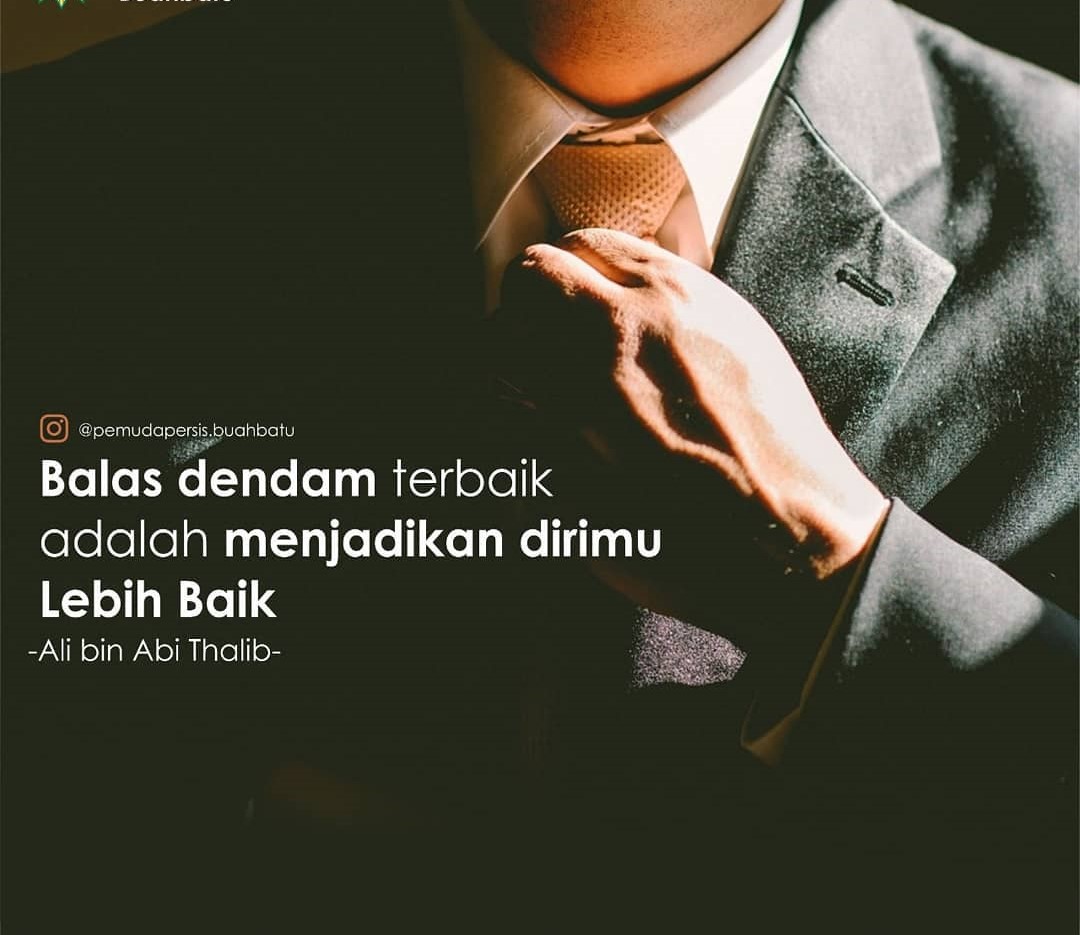 @pemudapersis.buahbatu
Balas dendam terbaik
adalah menjadikan dirimu
Lebih Baik
-Ali bin Abi Thalib-